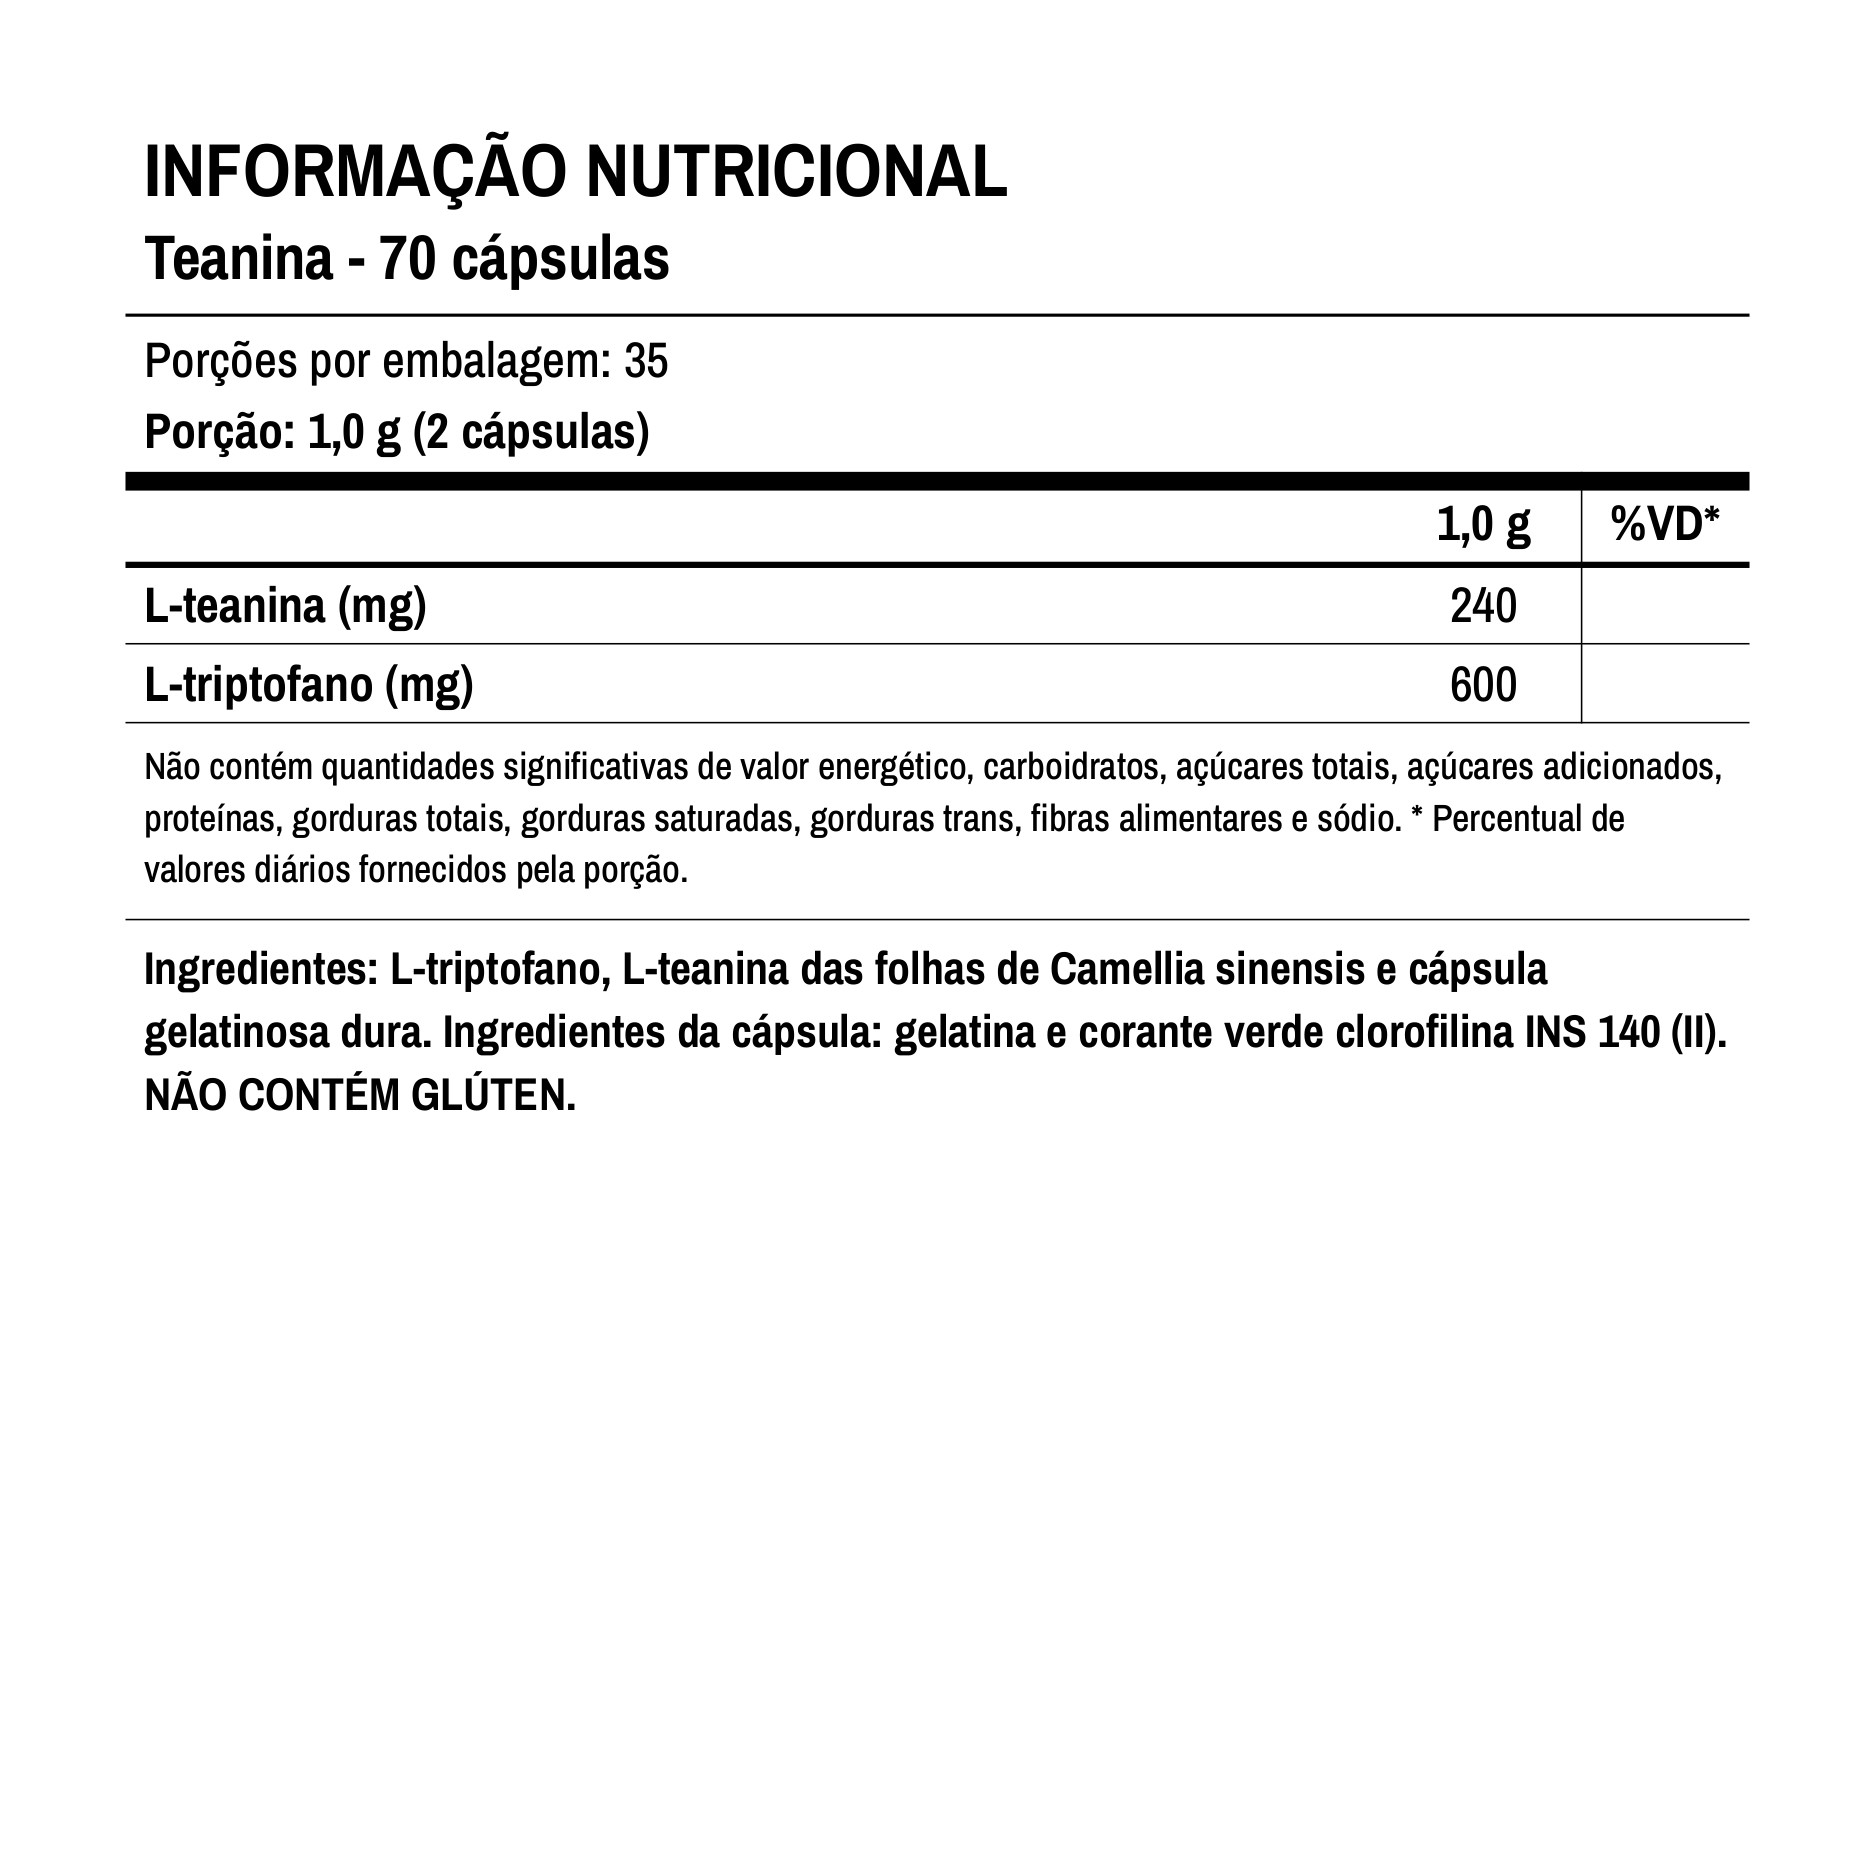 INFORMAÇÃO NUTRICIONAL
Teanina - 70 cápsulas
Porções por embalagem: 35
Porção: 1,0 g (2 cápsulas)
1,0 g %VD*
L-teanina (mg) 240
L-triptofano (mg) 600
Não contém quantidades significativas de valor energético, carboidratos, açúcares totais, açúcares adicionados,
proteínas, gorduras totais, gorduras saturadas, gorduras trans, fibras alimentares e sódio. * Percentual de
valores diários fornecidos pela porção.
Ingredientes: L-triptofano, L-teanina das folhas de Camellia sinensis e cápsula
gelatinosa dura. Ingredientes da cápsula: gelatina e corante verde clorofilina INS 140 (II).
NÃO CONTÉM GLÚTEN.